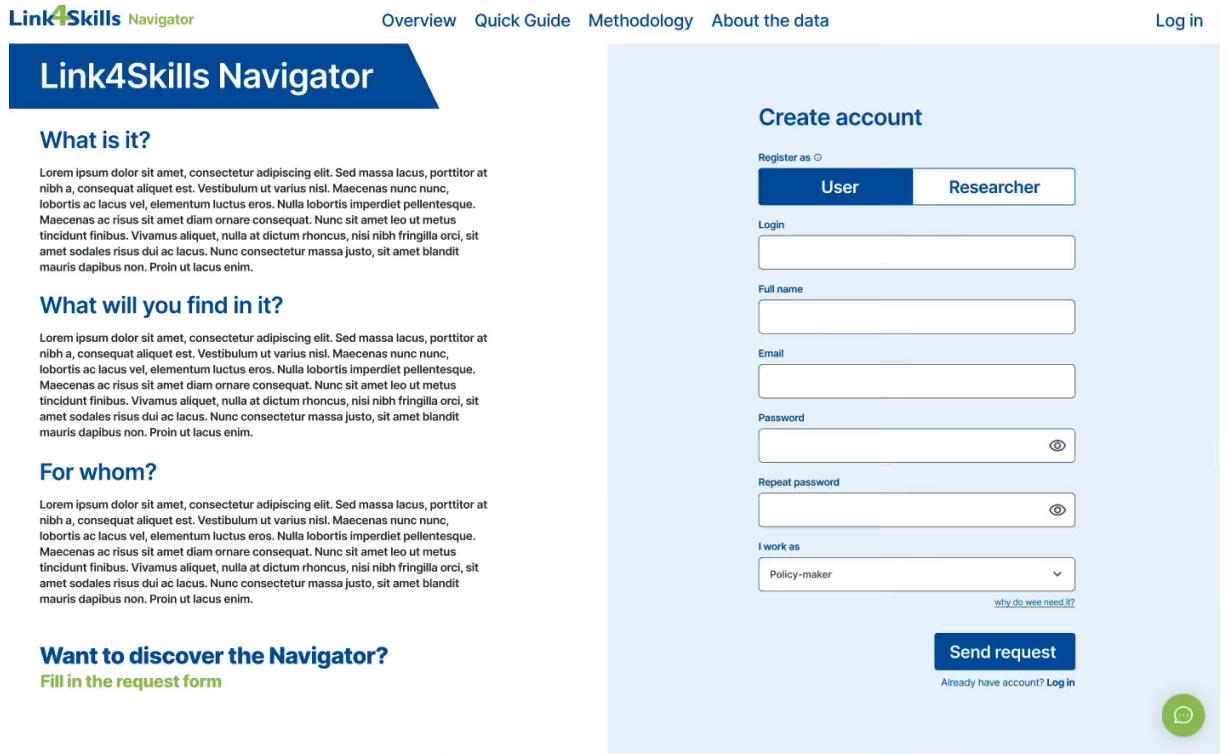 Link4Skills Navigator
Overview Quick Guide Methodology About the data
Log in
Link4Skills Navigator
What is it?
Lorem ipsum dolor sit amet, consectetur adipiscing elit. Sed massa lacus, porttitor at
nibh a, consequat aliquet est. Vestibulum ut varius nisl. Maecenas nunc nunc,
lobortis ac lacus vel, elementum luctus eros. Nulla lobortis imperdiet pellentesque.
Maecenas ac risus sit amet diam ornare consequat. Nunc sit amet leo ut metus
tincidunt finibus. Vivamus aliquet, nulla at dictum rhoncus, nisi nibh fringilla orci, sit
amet sodales risus dui ac lacus. Nunc consectetur massa justo, sit amet blandit
mauris dapibus non. Proin ut lacus enim.
What will you find in it?
Lorem ipsum dolor sit amet, consectetur adipiscing elit. Sed massa lacus, porttitor at
nibh a, consequat aliquet est. Vestibulum ut varius nisl. Maecenas nunc nunc,
lobortis ac lacus vel, elementum luctus eros. Nulla lobortis imperdiet pellentesque.
Maecenas ac risus sit amet diam ornare consequat. Nunc sit amet leo ut metus
tincidunt finibus. Vivamus aliquet, nulla at dictum rhoncus, nisi nibh fringilla orci, sit
amet sodales risus dui ac lacus. Nunc consectetur massa justo, sit amet blandit
mauris dapibus non. Proin ut lacus enim.
For whom?
Lorem ipsum dolor sit amet, consectetur adipiscing elit. Sed massa lacus, porttitor at
nibh a, consequat aliquet est. Vestibulum ut varius nisl. Maecenas nunc nunc,
lobortis ac lacus vel, elementum luctus eros. Nulla lobortis imperdiet pellentesque.
Maecenas ac risus sit amet diam ornare consequat. Nunc sit amet leo ut metus
tincidunt finibus. Vivamus aliquet, nulla at dictum rhoncus, nisi nibh fringilla orci, sit
amet sodales risus dui ac lacus. Nunc consectetur massa justo, sit amet blandit
mauris dapibus non. Proin ut lacus enim.
Want to discover the Navigator?
Fill in the request form
Create account
Register as
User Researcher
Login
Full name
Email
Password
Repeat password
I work as
Policy-maker
why do wee need it?
Send request
Already have account? Log in